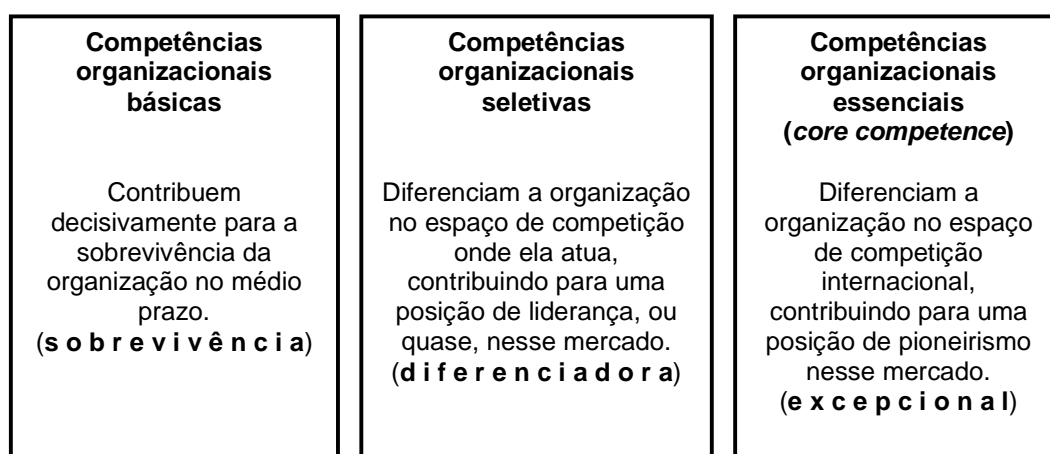 Competências
organizacionais
básicas
Contribuem
decisivamente para a
sobrevivência da
organização no médio
prazo.
(s o b r e v i v ê n c i a)
Competências
organizacionais
seletivas
Diferenciam a organização
no espaço de competição
onde ela atua,
contribuindo para uma
posição de liderança, ou
quase, nesse mercado.
(d i f e r e n c i a d o r a)
Competências
organizacionais
essenciais
(core competence)
Diferenciam a
organização no espaço
de competição
internacional,
contribuindo para uma
posição de pioneirismo
nesse mercado.
(e x c e p c i o n a l)